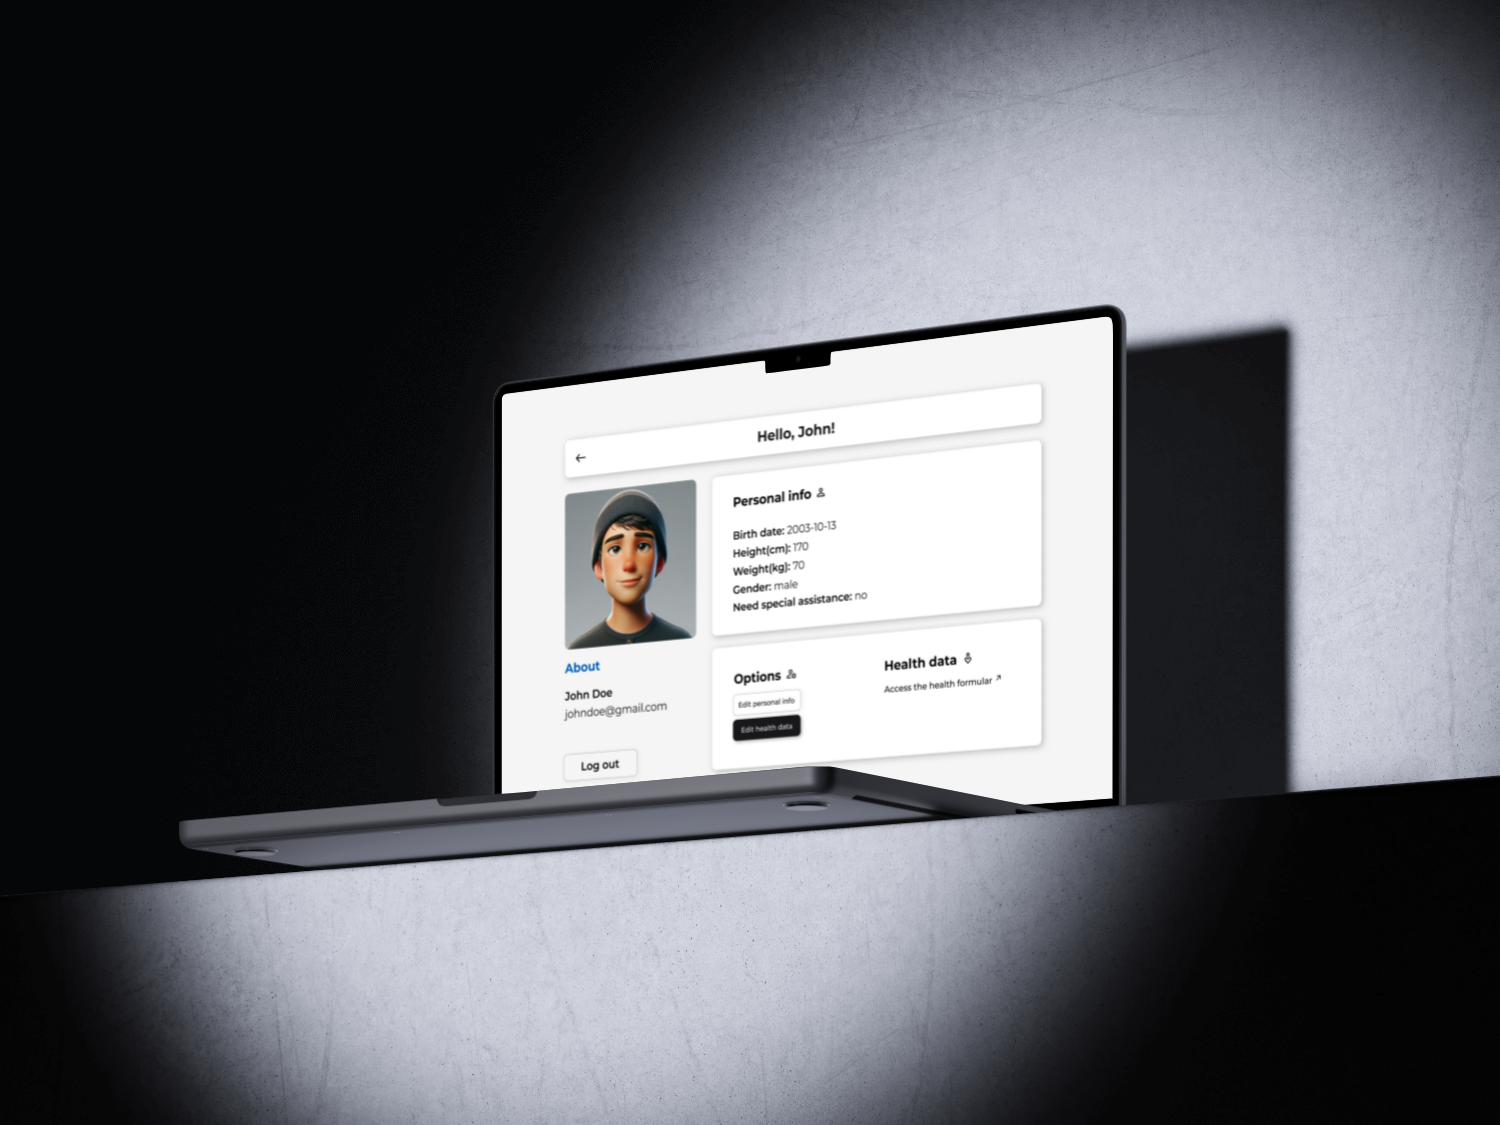 Hello, John!
Personal info
Birth date: 2003-10-13
Height(cm): 170
Weight(kg): 70
Gender: male
Need special assistance: no
About
John Doe
johndoe@gmail.com
Log out
Options
Edit personal info
Edit health data
Health data
Access the health formular